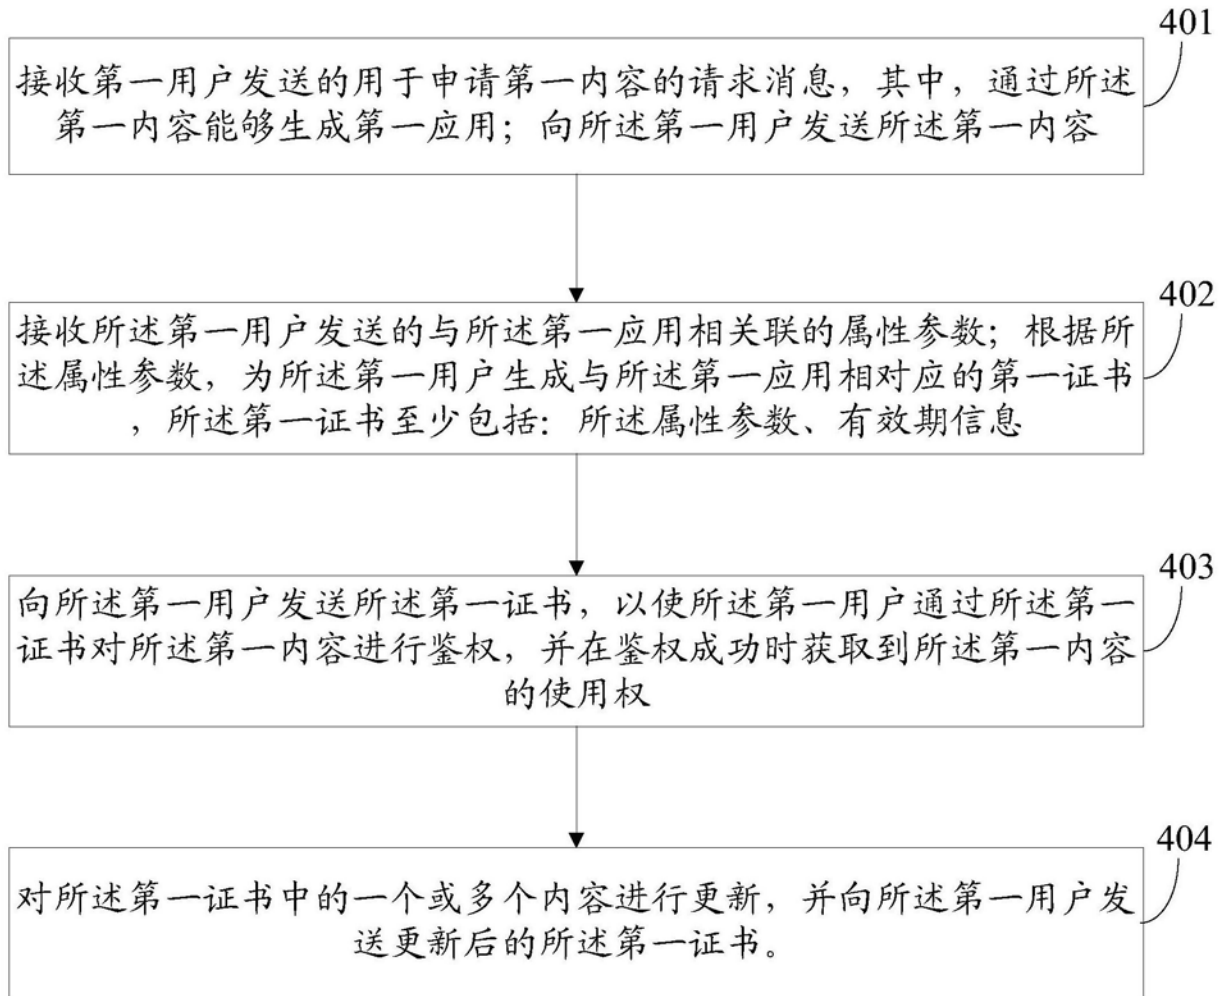 401
接收第一用户发送的用于申请第一内容的请求消息，其中，通过所述
第一内容能够生成第一应用；向所述第一用户发送所述第一内容
402
接收所述第一用户发送的与所述第一应用相关联的属性参数；根据所
述属性参数，为所述第一用户生成与所述第一应用相对应的第一证书
，所述第一证书至少包括：所述属性参数、有效期信息
403
向所述第一用户发送所述第一证书，以使所述第一用户通过所述第一
证书对所述第一内容进行鉴权，并在鉴权成功时获取到所述第一内容
的使用权
404
对所述第一证书中的一个或多个内容进行更新，并向所述第一用户发
送更新后的所述第一证书。